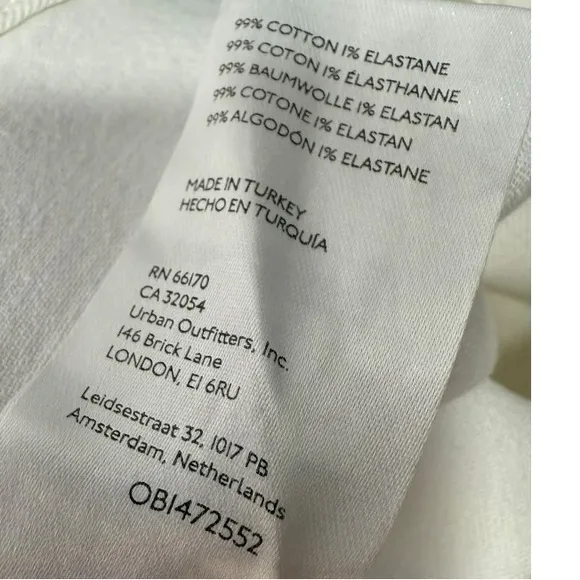 99% COTTON 1% ELASTANE
99% COTON 1% ÉLASTHANNE
99% BAUMWOLLE 1% ELASTAN
99% COTONE 1% ELASTAN
99% ALGODÓN 1% ELASTANE
MADE IN TURKEY
HECHO EN TURQUÍA
RN 66170
CA 32054
Urban Outfitters, Inc.
146 Brick Lane
LONDON, E1 6RU
Leidsestraat 32, 1017 PB
Amsterdam, Netherlands
OB1472552